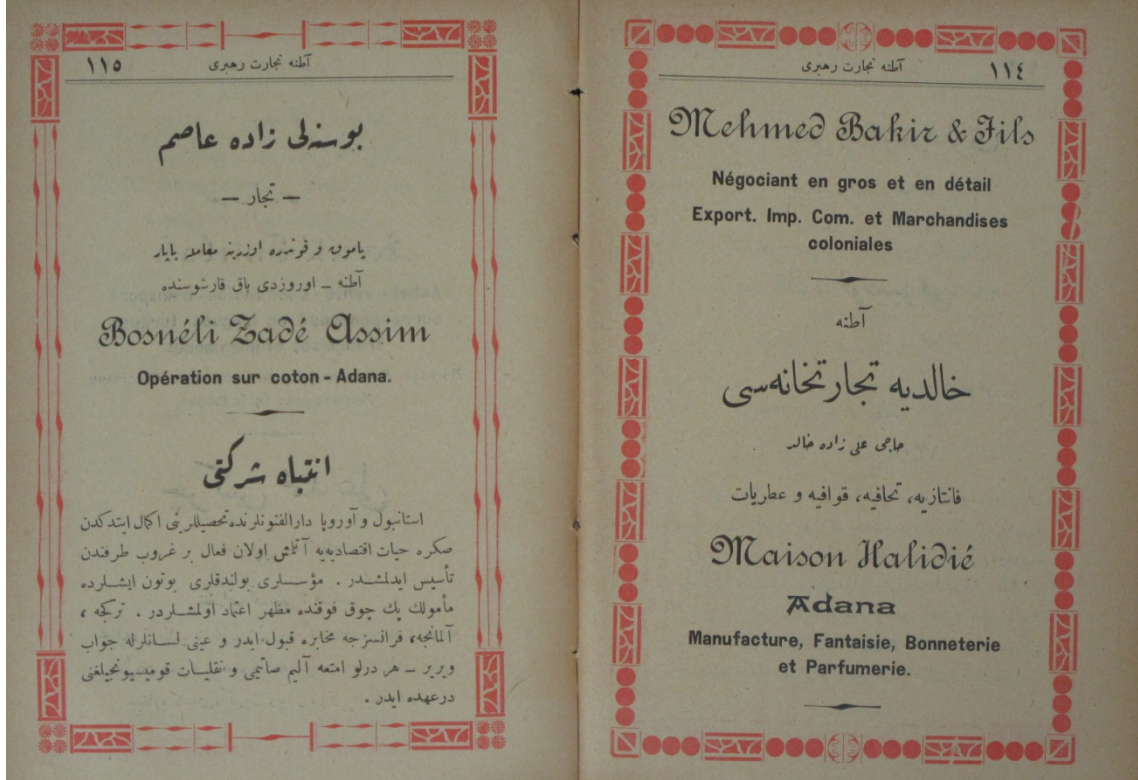 ١١٤
آطنه تجارت رهبری
Mehmed Bakir & Fils
Négociant en gros et en détail
Export. Imp. Com. et Marchandises
coloniales
آطنه
خالدیه تجارتخانه‌سی
حاجی علی زاده خالد
فانتازیه، تحافیه، قوافیه و عطریات
Maison Halidié
Adana
Manufacture, Fantaisie, Bonneterie
et Parfumerie.
١١٥
آطنه تجارت رهبری
بوسنه‌لی زاده عاصم
— تجار —
پاموق و قوندره اوزرینه معامله یاپار
آطنه ـ اوروزدی باق قارشوسنده
Bosnéli Zadé Assim
Opération sur coton - Adana.
انتباه شرکتی
استانبول و آوروپا دارالفنونلرنده تحصیللرینی اکمال ایتدکدن
صکره حیات اقتصادیه‌یه آتلمش اولان فعال بر غروب طرفندن
تأسیس ایدلمشدر . مؤسسلری بولندقلری بوتون ایشلرده
مأمولك پك چوق فوقنده مظهر اعتماد اولمشلردر . ترکجه ،
آلمانجه، فرانسزجه مخابره قبول ایدر و عینی لسانلرله جواب
ویریر ـ هر درلو امتعه آلیم صاتیمی و نقلیات قومیسیونجیلغنی
درعهده ایدر .